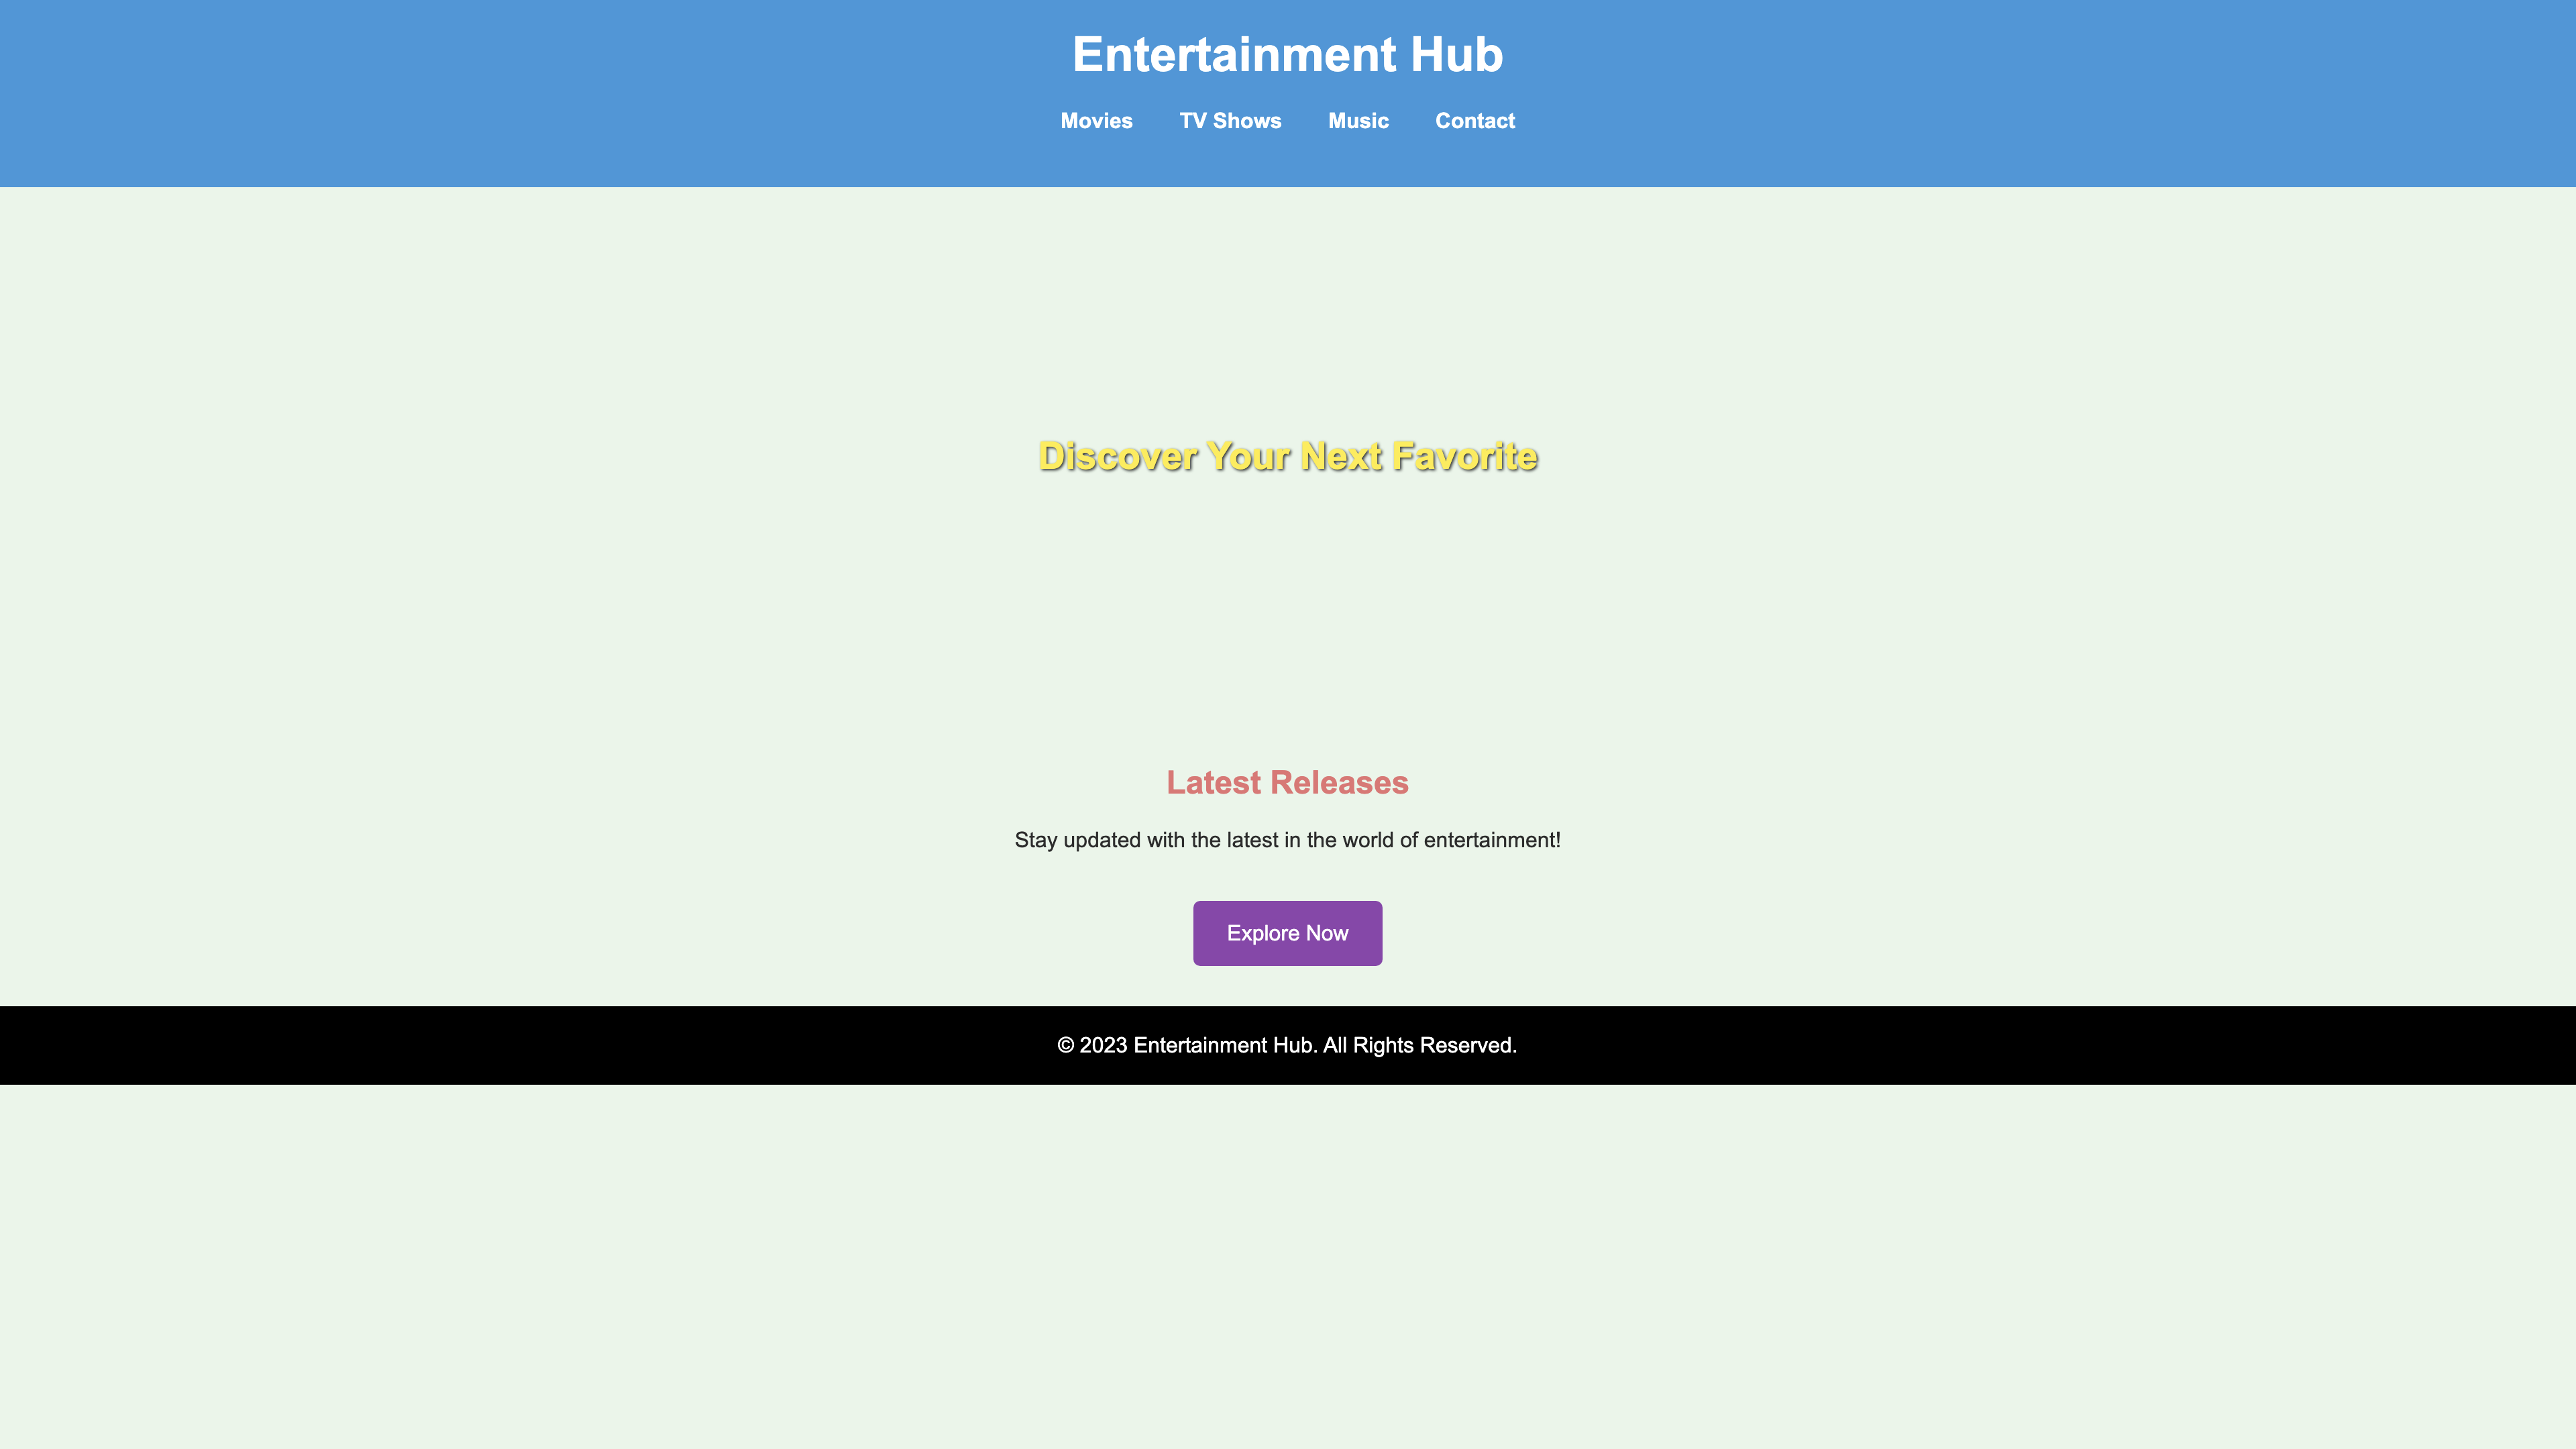 Entertainment Hub
Movies TV Shows Music Contact
Discover Your Next Favorite
Latest Releases
Stay updated with the latest in the world of entertainment!
Explore Now
© 2023 Entertainment Hub. All Rights Reserved.